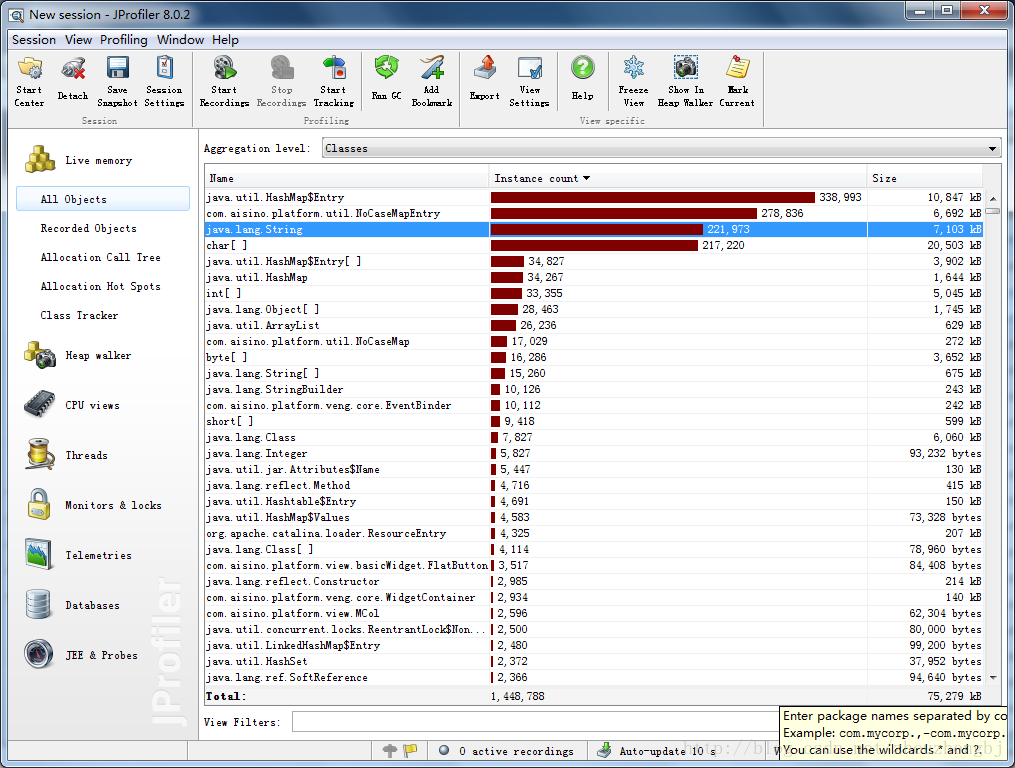 New session - JProfiler 8.0.2
Session View Profiling Window Help
Start Center
Detach
Save Snapshot
Session Settings
Start Recordings
Stop Recordings
Start Tracking
Run GC
Add Bookmark
Export
View Settings
Help
Freeze View
Show In Heap Walker
Mark Current
Session
Profiling
View specific
Live memory
All Objects
Recorded Objects
Allocation Call Tree
Allocation Hot Spots
Class Tracker
Heap walker
CPU views
Threads
Monitors & locks
Telemetries
Databases
JEE & Probes
JProfiler
Aggregation level: Classes
Name Instance count Size
java.util.HashMap$Entry 338,993 10,847 kB
com.aisino.platform.util.NoCaseMapEntry 278,836 6,692 kB
java.lang.String 221,973 7,103 kB
char[ ] 217,220 20,503 kB
java.util.HashMap$Entry[ ] 34,827 3,902 kB
java.util.HashMap 34,267 1,644 kB
int[ ] 33,355 5,045 kB
java.lang.Object[ ] 28,463 1,745 kB
java.util.ArrayList 26,236 629 kB
com.aisino.platform.util.NoCaseMap 17,029 272 kB
byte[ ] 16,286 3,652 kB
java.lang.String[ ] 15,260 675 kB
java.lang.StringBuilder 10,126 243 kB
com.aisino.platform.veng.core.EventBinder 10,112 242 kB
short[ ] 9,418 599 kB
java.lang.Class 7,827 6,060 kB
java.lang.Integer 5,827 93,232 bytes
java.util.jar.Attributes$Name 5,447 130 kB
java.lang.reflect.Method 4,716 415 kB
java.util.Hashtable$Entry 4,691 150 kB
java.util.HashMap$Values 4,583 73,328 bytes
org.apache.catalina.loader.ResourceEntry 4,325 207 kB
java.lang.Class[ ] 4,114 78,960 bytes
com.aisino.platform.view.basicWidget.FlatButton 3,517 84,408 bytes
java.lang.reflect.Constructor 2,985 214 kB
com.aisino.platform.veng.core.WidgetContainer 2,934 140 kB
com.aisino.platform.view.MCol 2,596 62,304 bytes
java.util.concurrent.locks.ReentrantLock$Non... 2,500 80,000 bytes
java.util.LinkedHashMap$Entry 2,480 99,200 bytes
java.util.HashSet 2,372 37,952 bytes
java.lang.ref.SoftReference 2,366 94,640 bytes
Total: 1,448,788 75,279 kB
View Filters:
Enter package names separated by co
Example: com.mycorp.,-com.mycorp.
You can use the wildcards * and ?.
0 active recordings
Auto-update 10 s